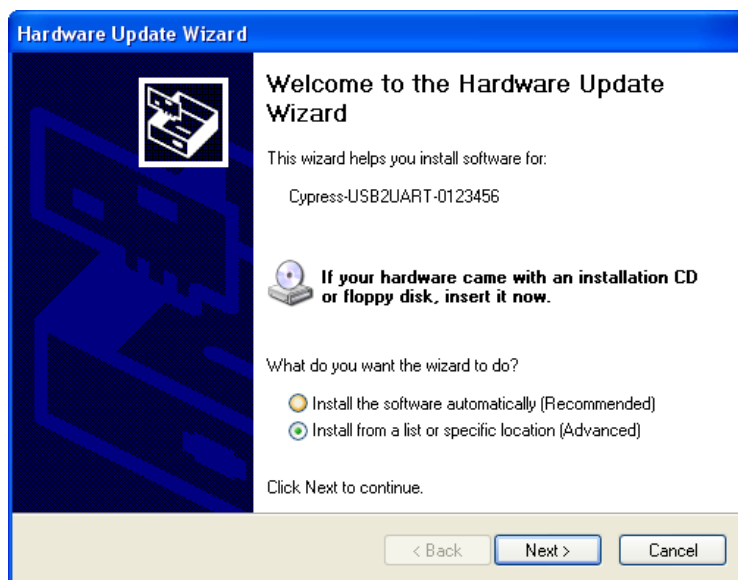 Hardware Update Wizard
Welcome to the Hardware Update
Wizard
This wizard helps you install software for:
Cypress-USB2UART-0123456
If your hardware came with an installation CD
or floppy disk, insert it now.
What do you want the wizard to do?
Install the software automatically (Recommended)
Install from a list or specific location (Advanced)
Click Next to continue.
< Back Next > Cancel